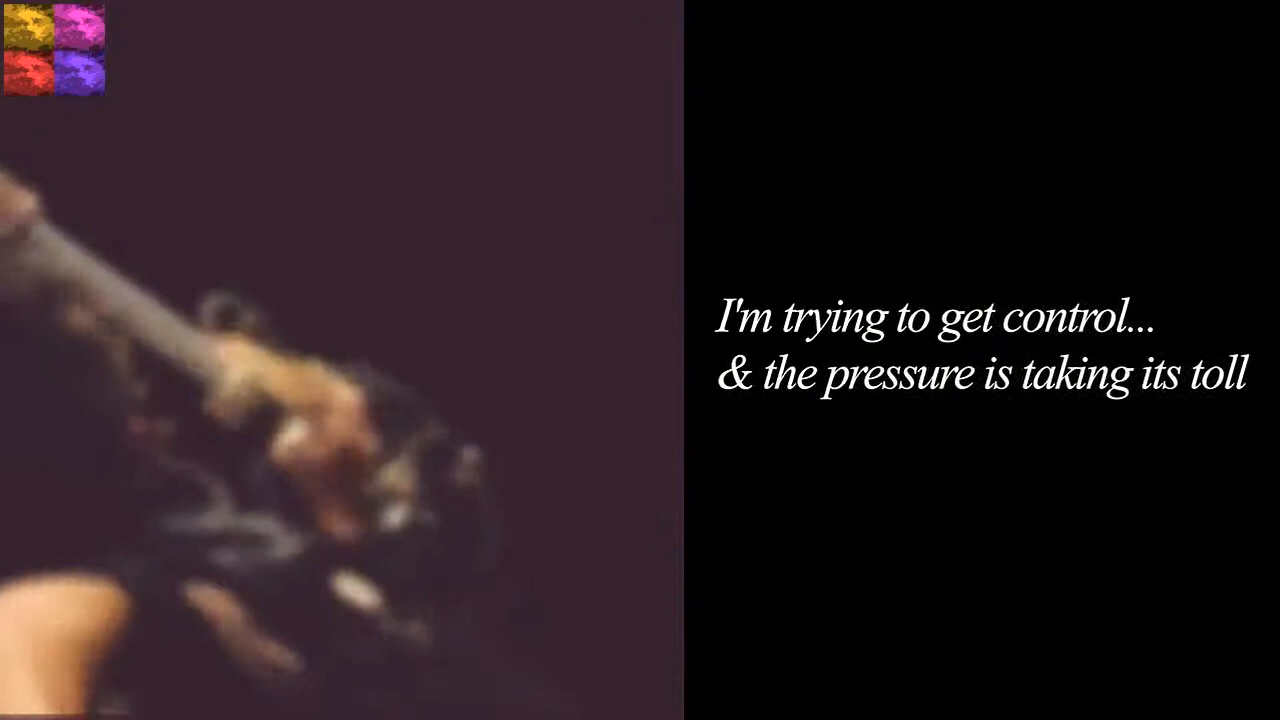 I'm trying to get control...
& the pressure is taking its toll